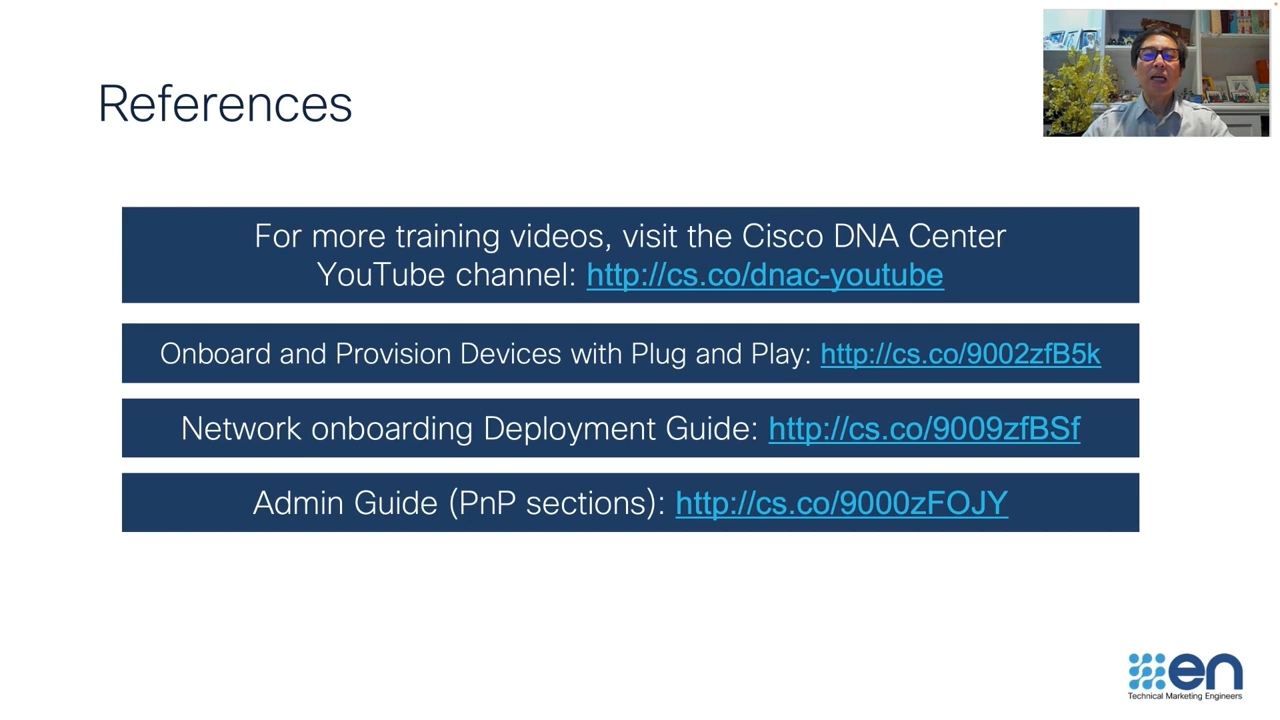 References
For more training videos, visit the Cisco DNA Center
YouTube channel: http://cs.co/dnac-youtube
Onboard and Provision Devices with Plug and Play: http://cs.co/9002zfB5k
Network onboarding Deployment Guide: http://cs.co/9009zfBSf
Admin Guide (PnP sections): http://cs.co/9000zFOJY
en
Technical Marketing Engineers